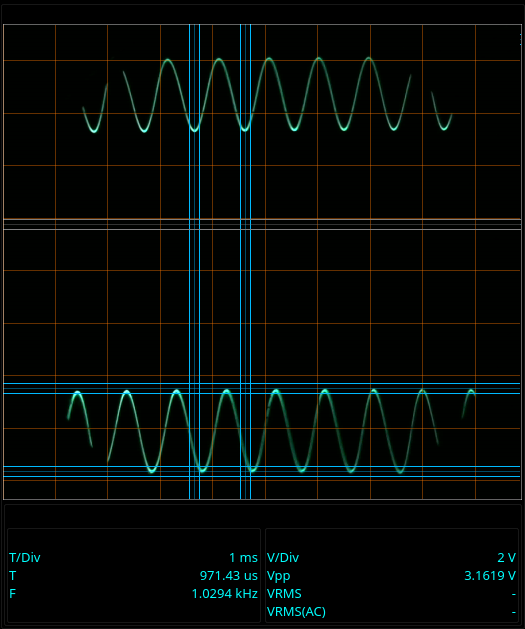 T/Div 1 ms V/Div 2 V
T 971.43 us Vpp 3.1619 V
F 1.0294 kHz VRMS -
VRMS(AC) -